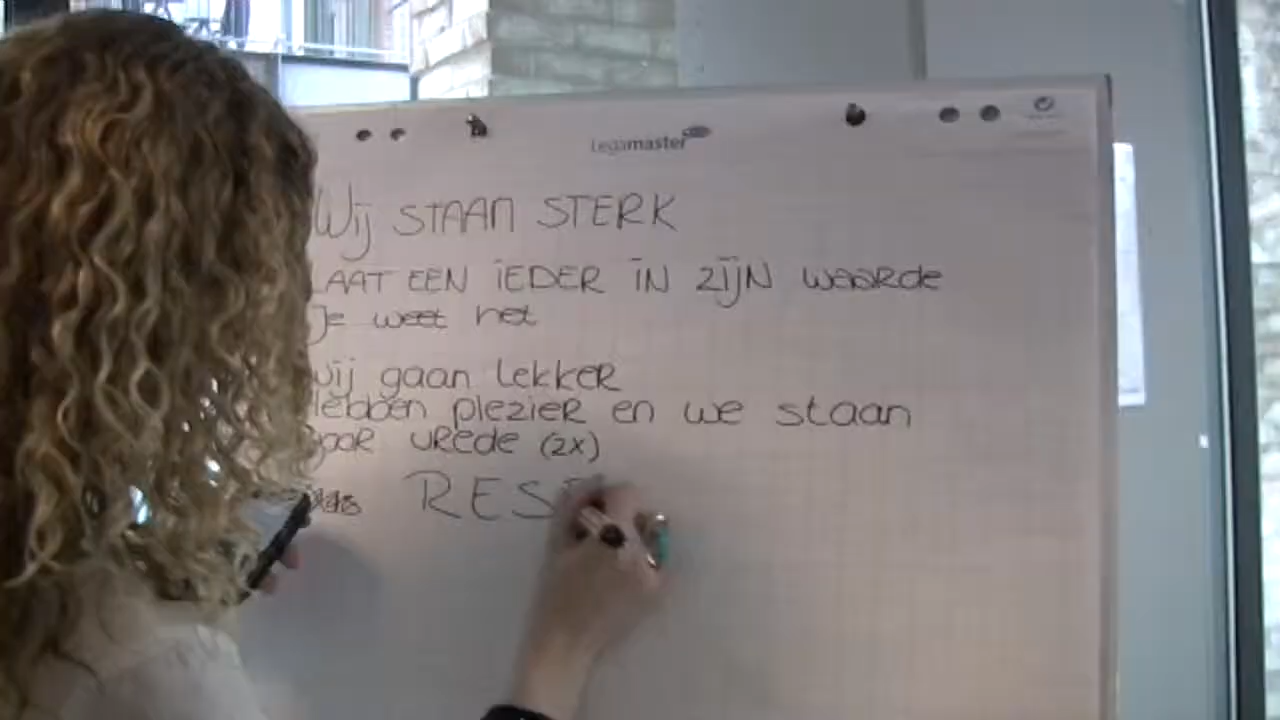 Legamaster
Wij STAAN STERK
LAAT EEN IEDER IN ZIJN waarde
Je weet het
wij gaan lekker
hebben plezier en we staan
voor vrede (2x)
RESP